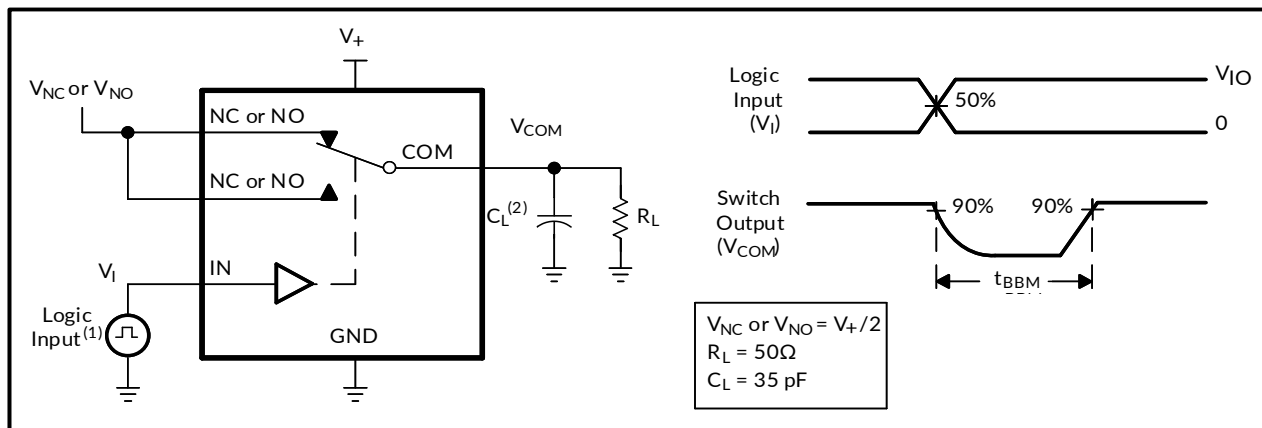 V+
VNC or VNO
NC or NO
VCOM
COM
NC or NO
CL(2)
RL
VI
IN
Logic
Input(1)
GND
Logic
Input
(VI)
50%
VIO
0
Switch
Output
(VCOM)
90%
90%
tBBM
VNC or VNO = V+/2
RL = 50Ω
CL = 35 pF